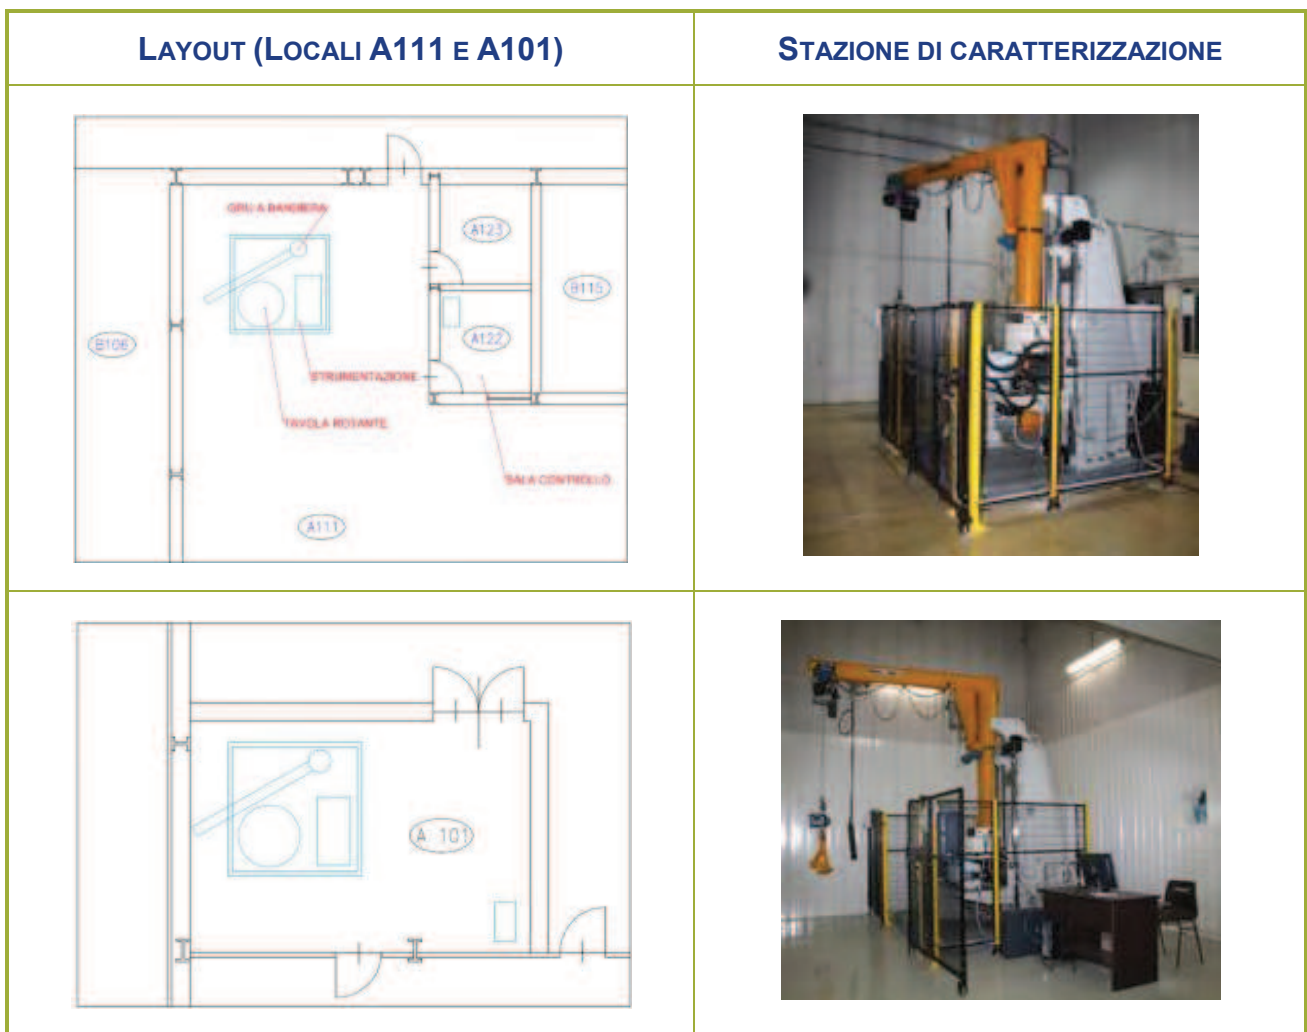 LAYOUT (LOCALI A111 E A101)
STAZIONE DI CARATTERIZZAZIONE
GRU A BANDIERA
A123
B115
B106
A122
STRUMENTAZIONE
TAVOLA ROTANTE
SALA CONTROLLO
A111
A 101